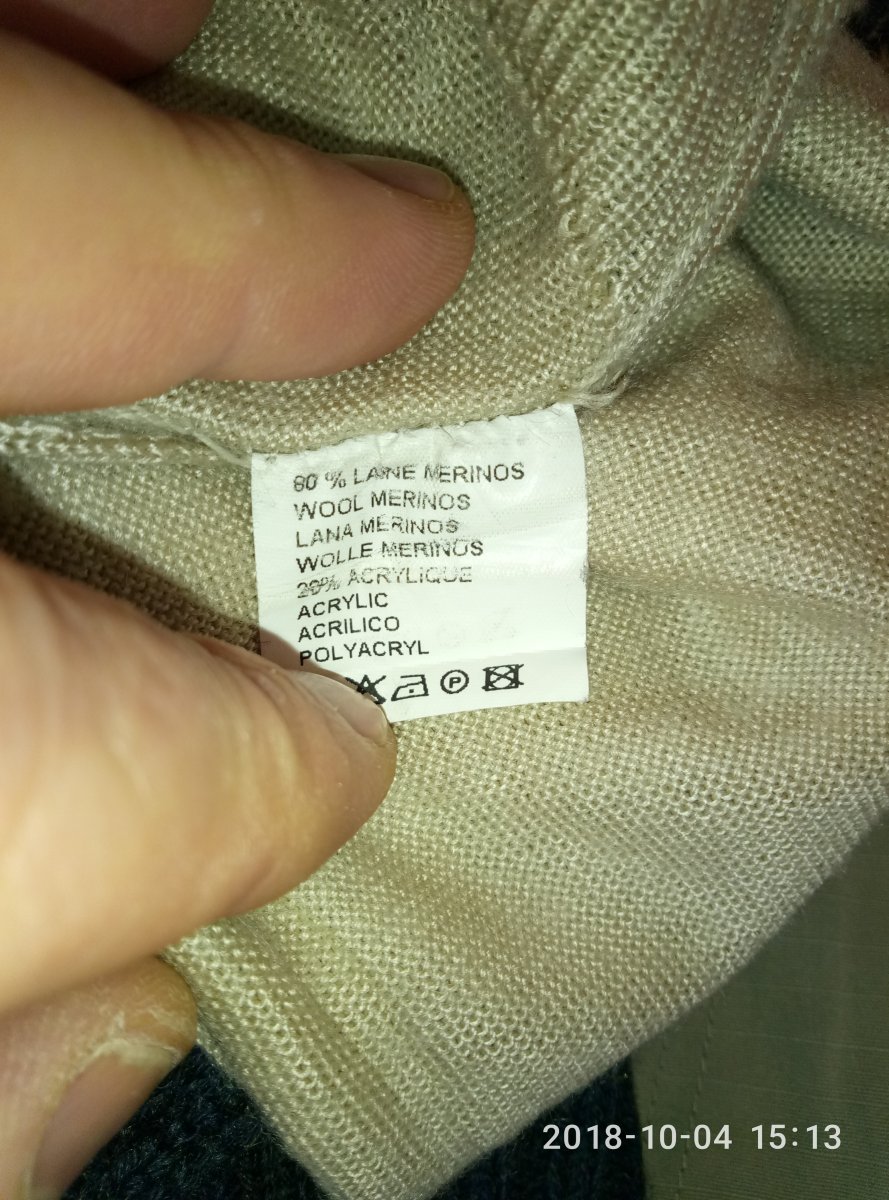 80 % LAINE MERINOS
WOOL MERINOS
LANA MERINOS
WOLLE MERINOS
20% ACRYLIQUE
ACRYLIC
ACRILICO
POLYACRYL
P
2018-10-04 15:13